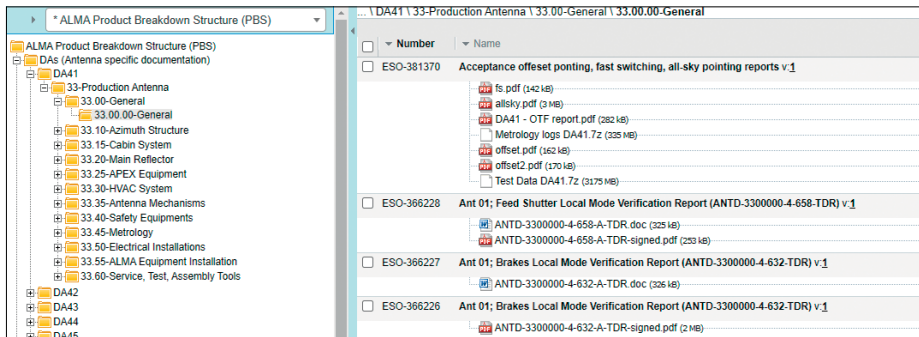 * ALMA Product Breakdown Structure (PBS)
ALMA Product Breakdown Structure (PBS)
DAs (Antenna specific documentation)
DA41
33-Production Antenna
33.00-General
33.00.00-General
33.10-Azimuth Structure
33.15-Cabin System
33.20-Main Reflector
33.25-APEX Equipment
33.30-HVAC System
33.35-Antenna Mechanisms
33.40-Safety Equipments
33.45-Metrology
33.50-Electrical Installations
33.55-ALMA Equipment Installation
33.60-Service, Test, Assembly Tools
DA42
DA43
DA44
DA45
... \ DA41 \ 33-Production Antenna \ 33.00-General \ 33.00.00-General
Number Name
ESO-381370 Acceptance offeset ponting, fast switching, all-sky pointing reports v:1
fs.pdf (142 kB)
allsky.pdf (3 MB)
DA41 - OTF report.pdf (282 kB)
Metrology logs DA41.7z (335 MB)
offset.pdf (162 kB)
offset2.pdf (170 kB)
Test Data DA41.7z (3175 MB)
ESO-366228 Ant 01; Feed Shutter Local Mode Verification Report (ANTD-3300000-4-658-TDR) v:1
ANTD-3300000-4-658-A-TDR.doc (325 kB)
ANTD-3300000-4-658-A-TDR-signed.pdf (253 kB)
ESO-366227 Ant 01; Brakes Local Mode Verification Report (ANTD-3300000-4-632-TDR) v:1
ANTD-3300000-4-632-A-TDR.doc (326 kB)
ESO-366226 Ant 01; Brakes Local Mode Verification Report (ANTD-3300000-4-632-TDR) v:1
ANTD-3300000-4-632-A-TDR-signed.pdf (2 MB)